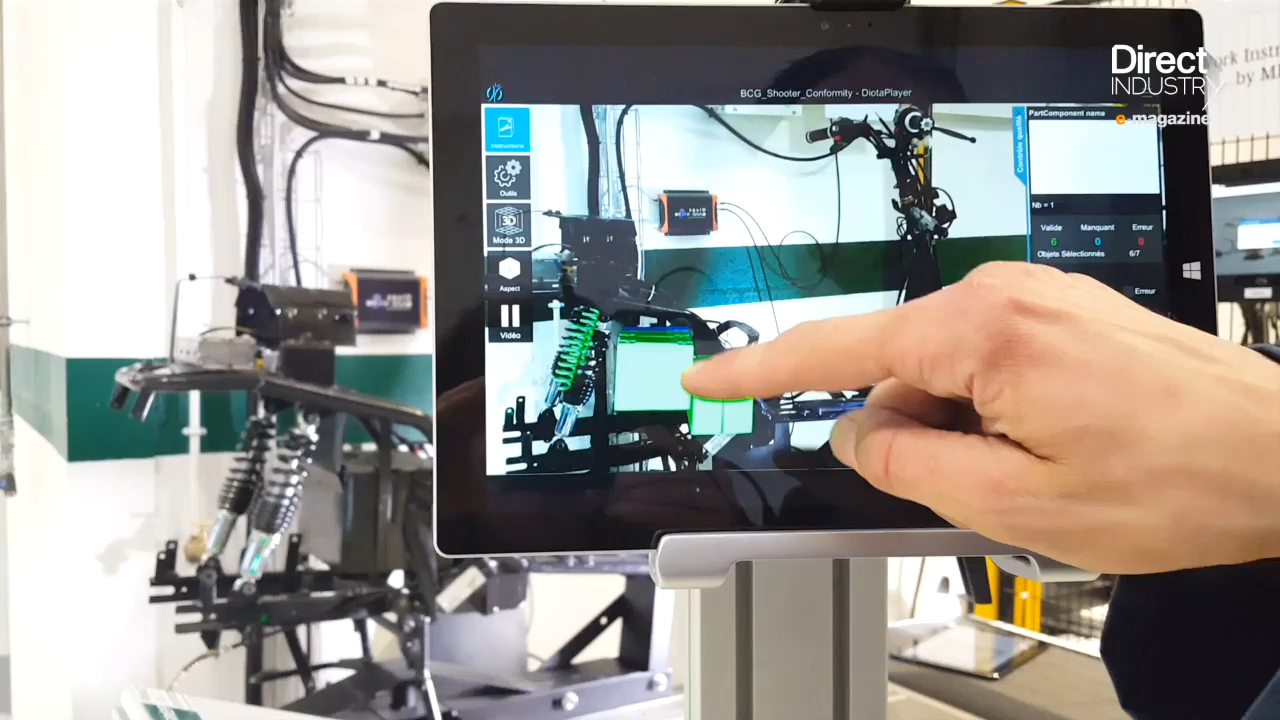 Direct
INDUSTRY
e-magazine
BCG_Shooter_Conformity - DiotaPlayer
Instructions
Outils
3D
Mode 3D
Aspect
Vidéo
Contrôle qualité
PartComponent name
Nb = 1
Valide Manquant Erreur
6 0 0
Objets Sélectionnés 6/7
Erreur
by